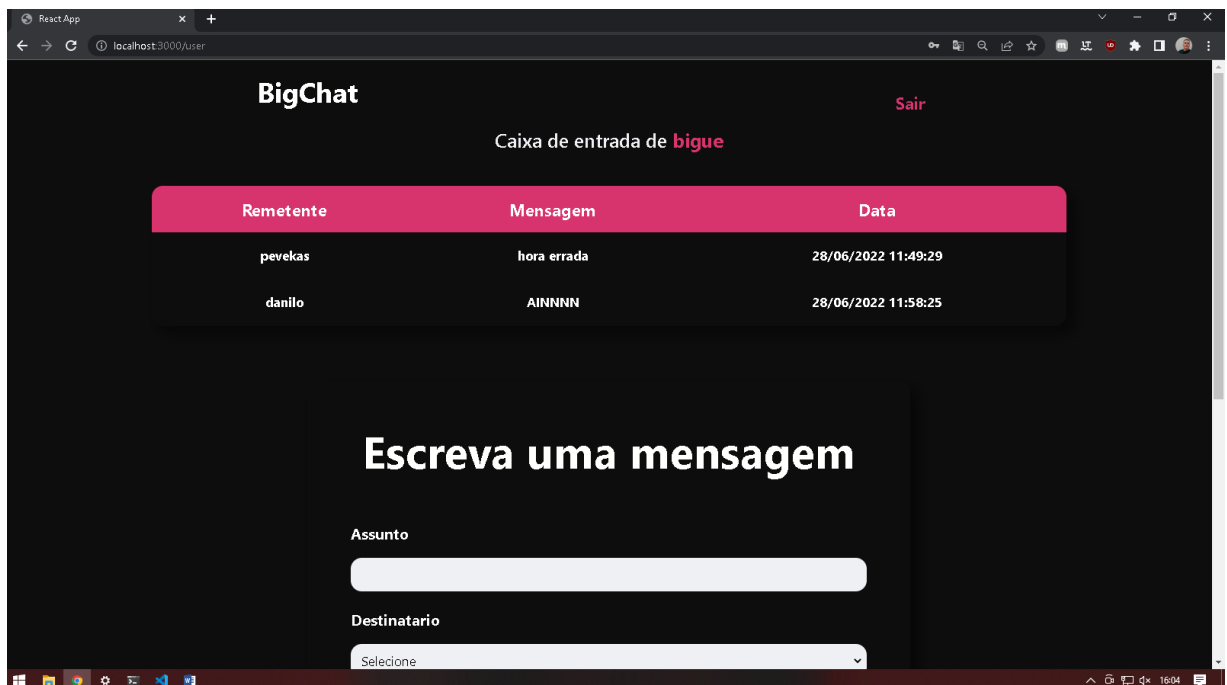 React App
localhost:3000/user
BigChat
Sair
Caixa de entrada de bigue
Remetente Mensagem Data
pevekas hora errada 28/06/2022 11:49:29
danilo AINNNN 28/06/2022 11:58:25
Escreva uma mensagem
Assunto
Destinatario
Selecione
16:04